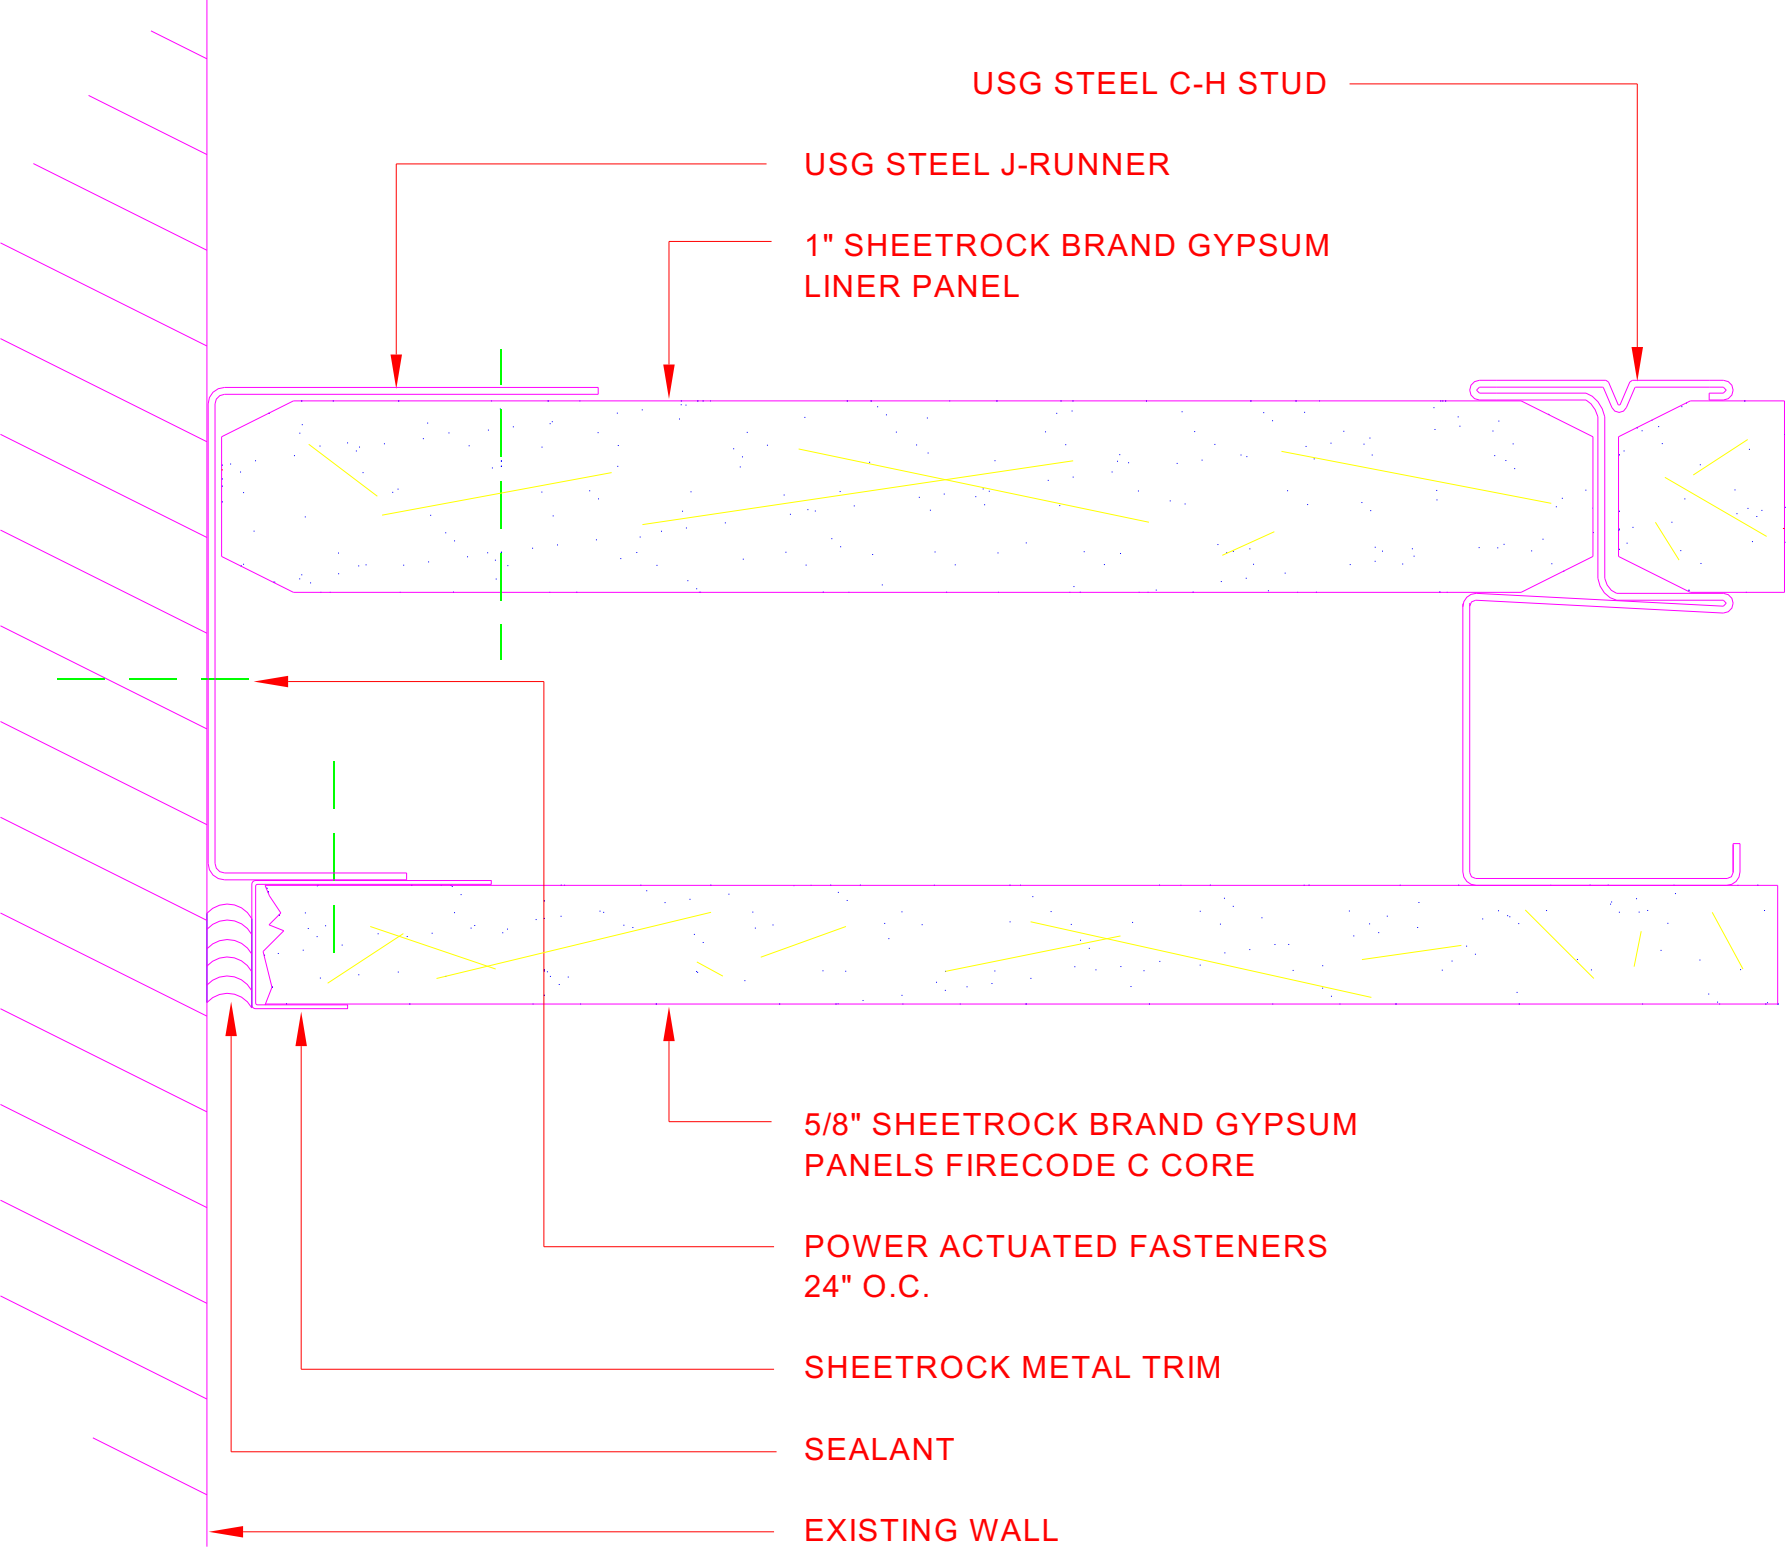 USG STEEL C-H STUD
USG STEEL J-RUNNER
1" SHEETROCK BRAND GYPSUM
LINER PANEL
5/8" SHEETROCK BRAND GYPSUM
PANELS FIRECODE C CORE
POWER ACTUATED FASTENERS
24" O.C.
SHEETROCK METAL TRIM
SEALANT
EXISTING WALL